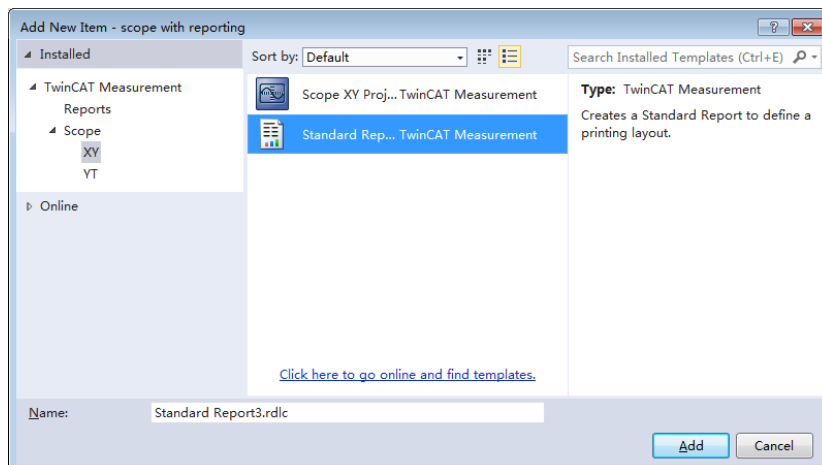 Add New Item - scope with reporting
Installed
Sort by: Default
Search Installed Templates (Ctrl+E)
TwinCAT Measurement
Reports
Scope
XY
YT
Online
Scope XY Proj... TwinCAT Measurement
Standard Rep... TwinCAT Measurement
Type: TwinCAT Measurement
Creates a Standard Report to define a
printing layout.
Click here to go online and find templates.
Name: Standard Report3.rdlc
Add Cancel